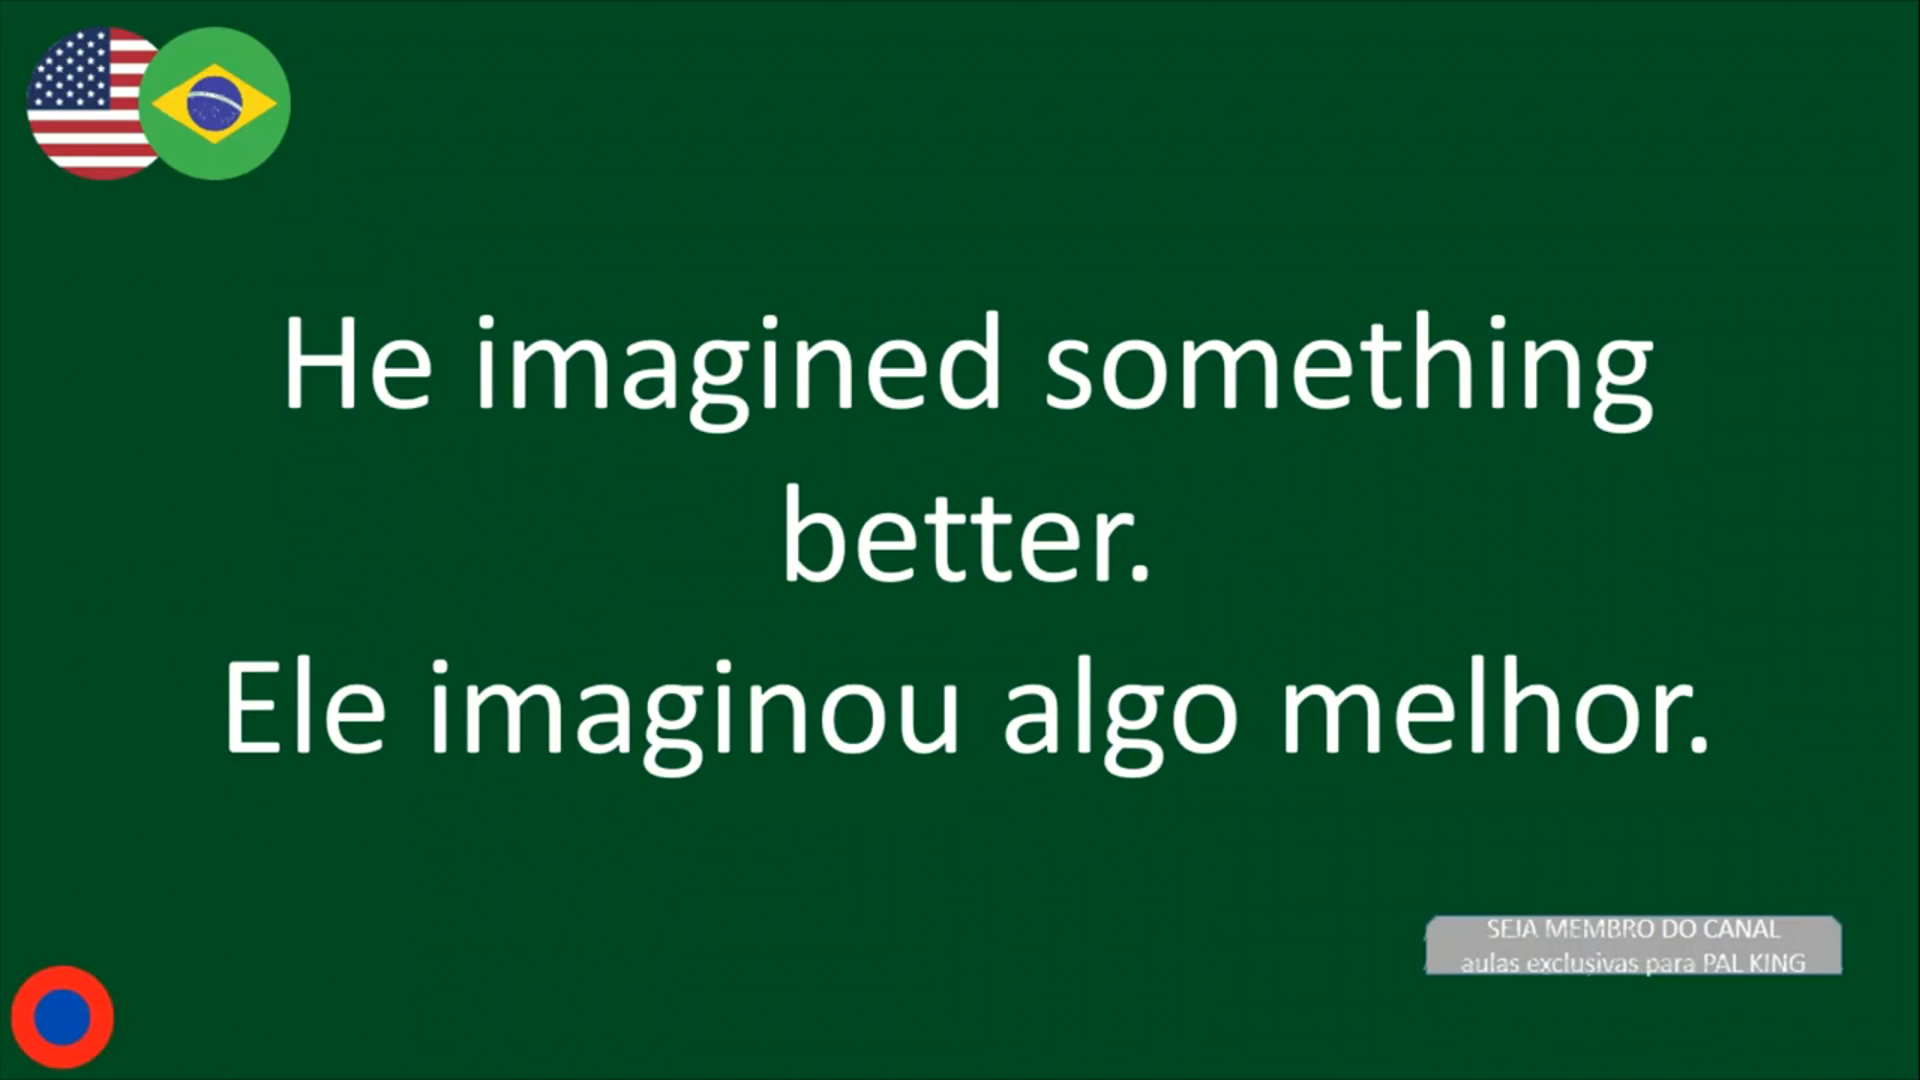 He imagined something
better.
Ele imaginou algo melhor.
SEJA MEMBRO DO CANAL
aulas exclusivas para PAL KING